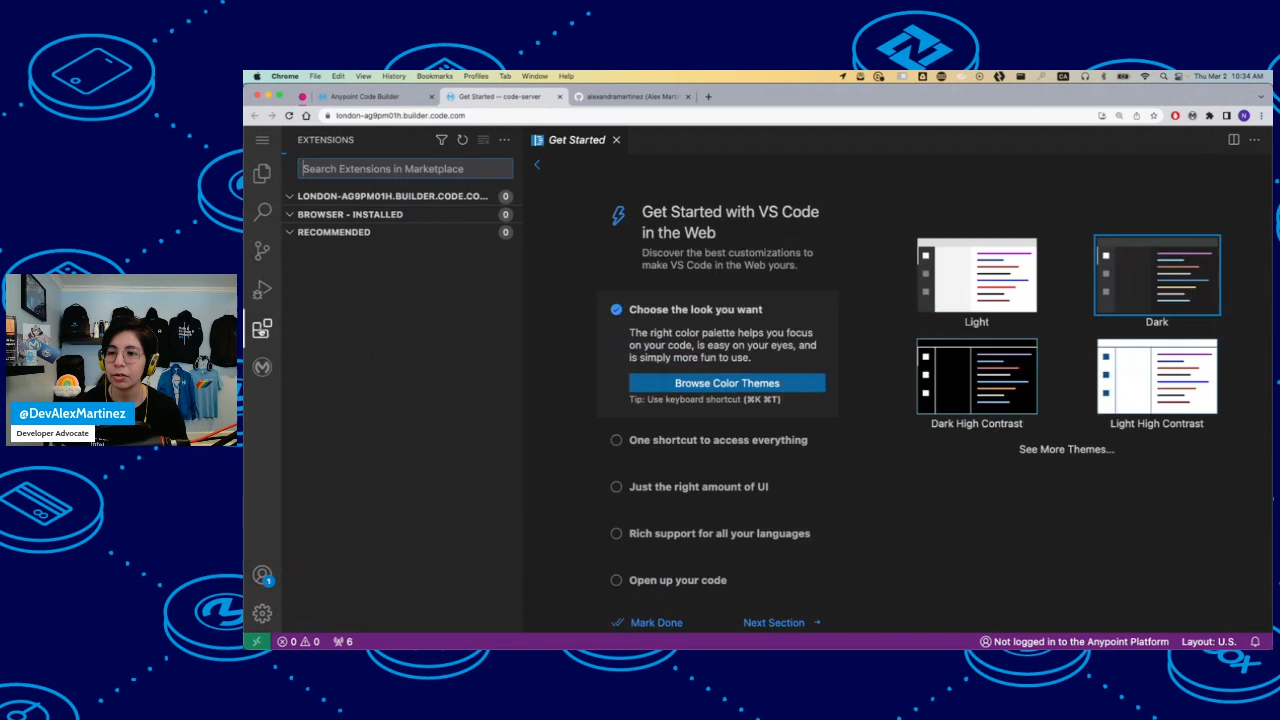 Chrome File Edit View History Bookmarks Profiles Tab Window Help
CA
Thu Mar 2 10:34 AM
Anypoint Code Builder
Get Started — code-server
alexandramartinez (Alex Mart
london-ag9pm01h.builder.code.com
N
EXTENSIONS
Search Extensions in Marketplace
LONDON-AG9PM01H.BUILDER.CODE.CO... 0
BROWSER - INSTALLED 0
RECOMMENDED 0
Get Started
Get Started with VS Code
in the Web
Discover the best customizations to
make VS Code in the Web yours.
Choose the look you want
The right color palette helps you focus
on your code, is easy on your eyes, and
is simply more fun to use.
Browse Color Themes
Tip: Use keyboard shortcut (⌘K ⌘T)
One shortcut to access everything
Just the right amount of UI
Rich support for all your languages
Open up your code
Mark Done
Next Section →
Light
Dark
Dark High Contrast
Light High Contrast
See More Themes...
1
0 0 6
Not logged in to the Anypoint Platform
Layout: U.S.
@DevAlexMartinez
Developer Advocate